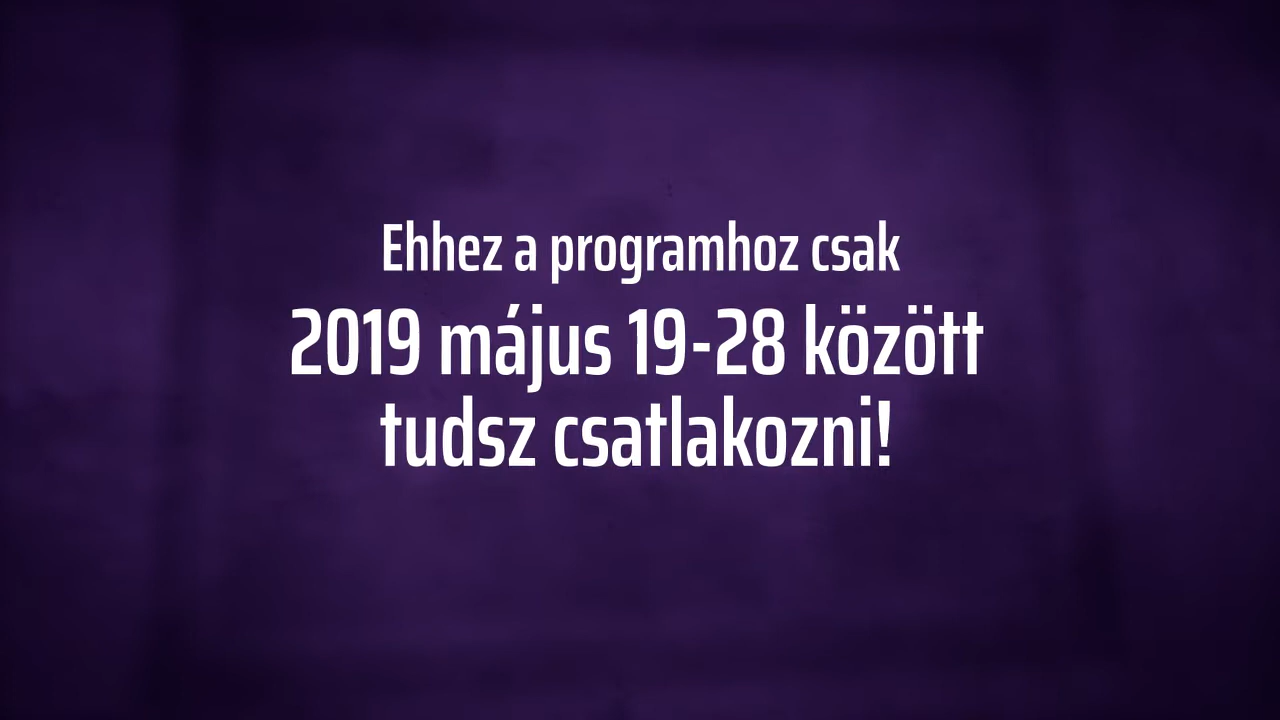 Ehhez a programhoz csak
2019 május 19-28 között
tudsz csatlakozni!